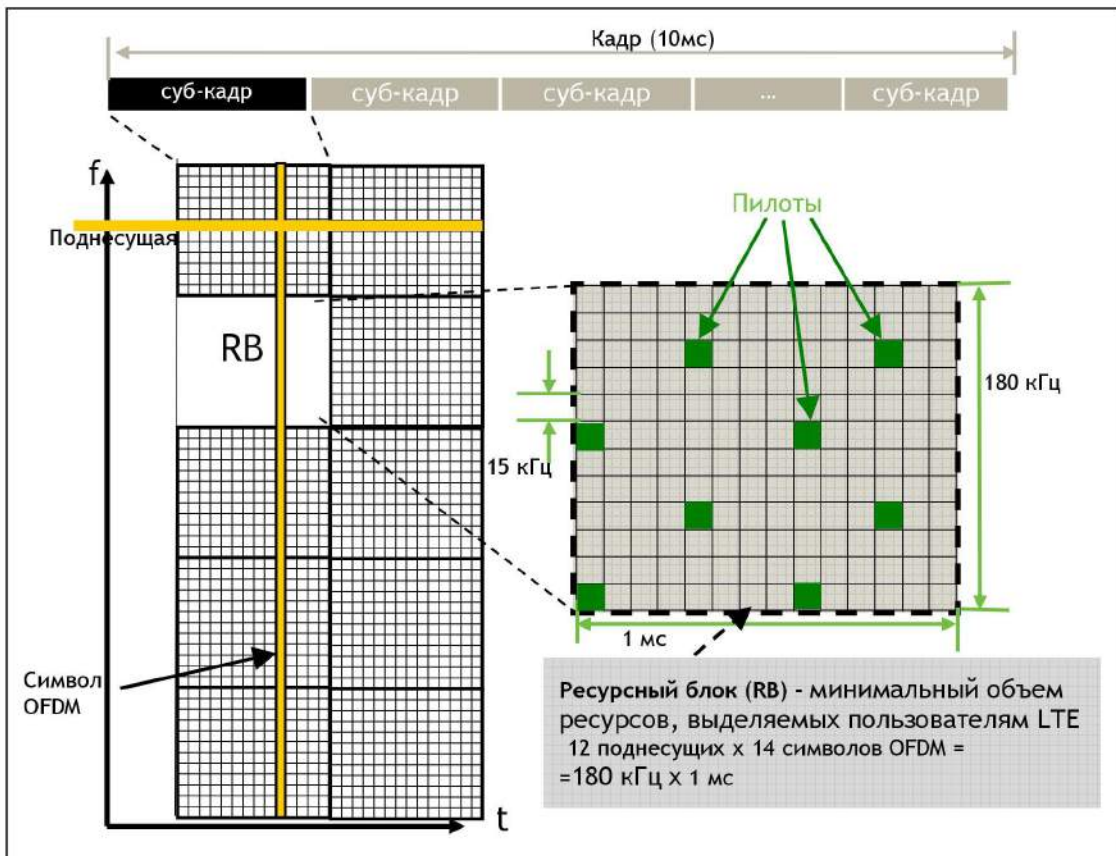 Кадр (10мс)
суб-кадр суб-кадр суб-кадр ... суб-кадр
f
Поднесущая
RB
Символ
OFDM
t
Пилоты
180 кГц
15 кГц
1 мс
Ресурсный блок (RB) - минимальный объем
ресурсов, выделяемых пользователям LTE
12 поднесущих x 14 символов OFDM =
=180 кГц x 1 мс